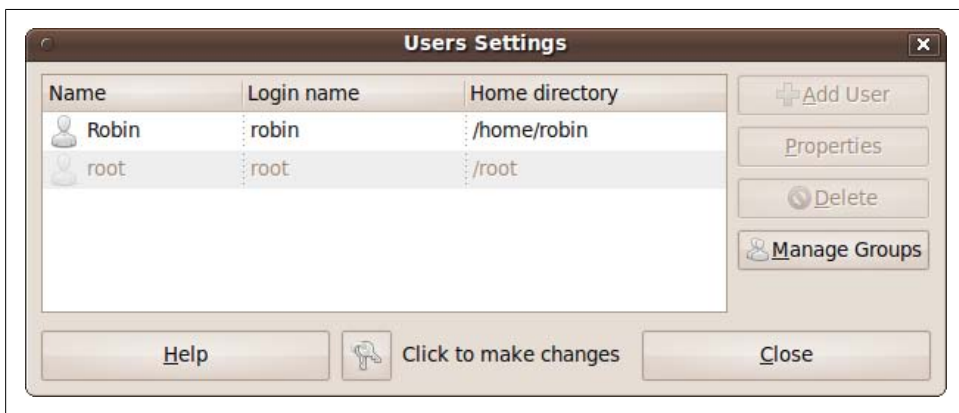 Users Settings
Name Login name Home directory
Robin robin /home/robin
root root /root
Add User
Properties
Delete
Manage Groups
Help Click to make changes Close